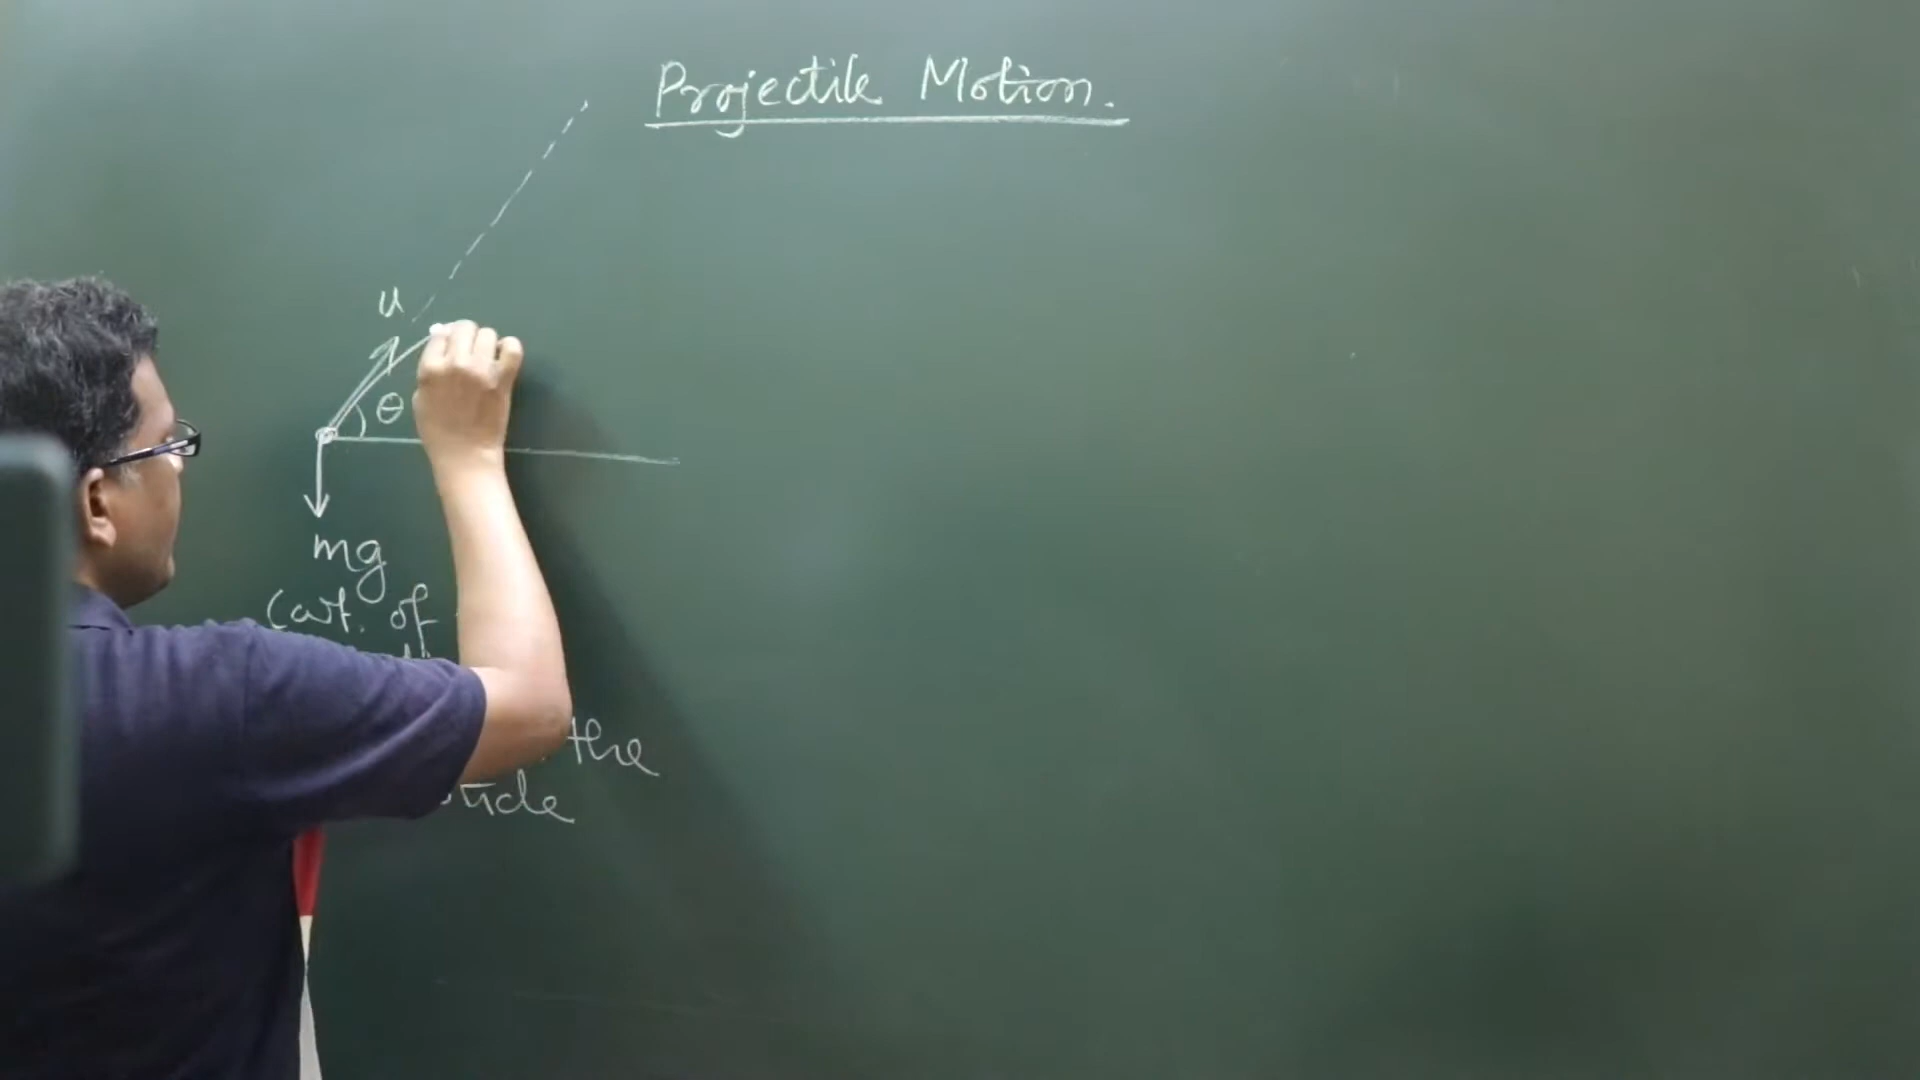 Projectile Motion.
u
θ
mg
(wt. of
the